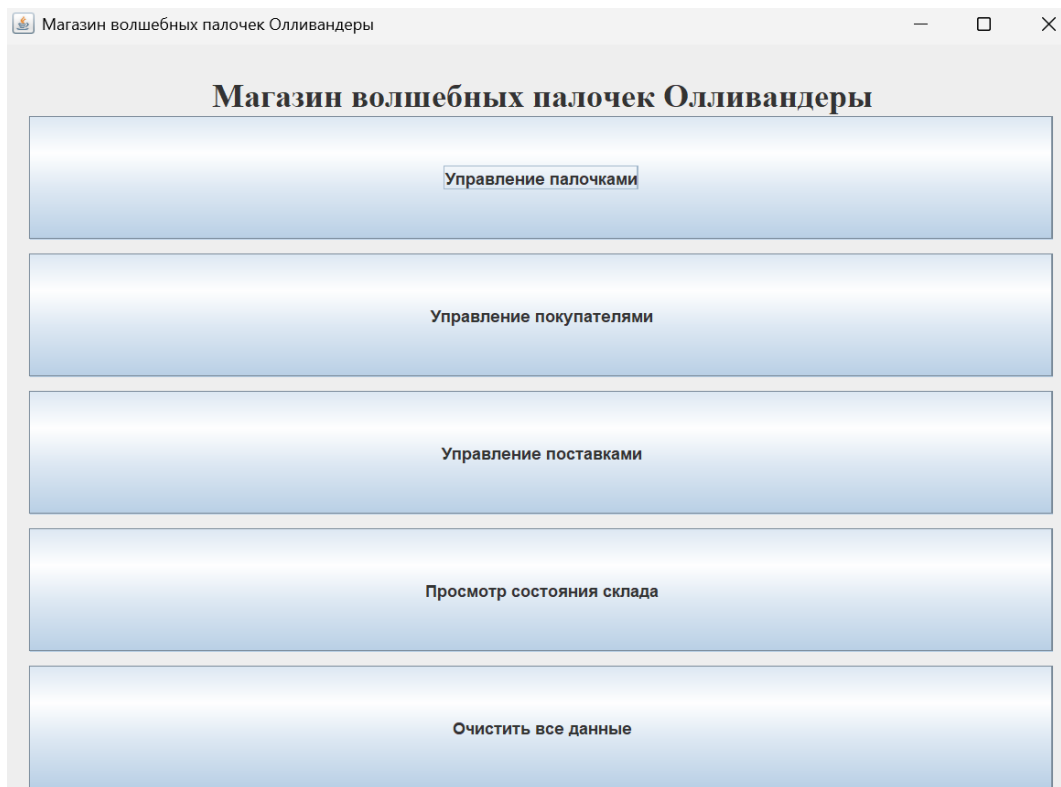 Магазин волшебных палочек Олливандеры
Магазин волшебных палочек Олливандеры
Управление палочками
Управление покупателями
Управление поставками
Просмотр состояния склада
Очистить все данные